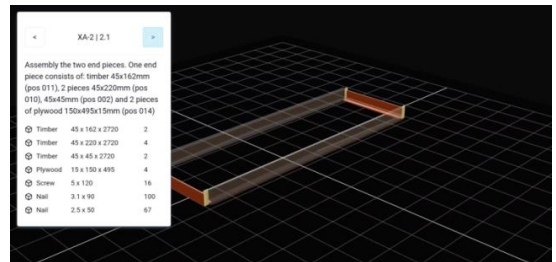 < XA-2 | 2.1 >
Assembly the two end pieces. One end
piece consists of: timber 45x162mm
(pos 011), 2 pieces 45x220mm (pos
010), 45x45mm (pos 002) and 2 pieces
of plywood 150x495x15mm (pos 014)
Timber 45 x 162 x 2720 2
Timber 45 x 220 x 2720 4
Timber 45 x 45 x 2720 2
Plywood 15 x 150 x 495 4
Screw 5 x 120 16
Nail 3.1 x 90 100
Nail 2.5 x 50 67